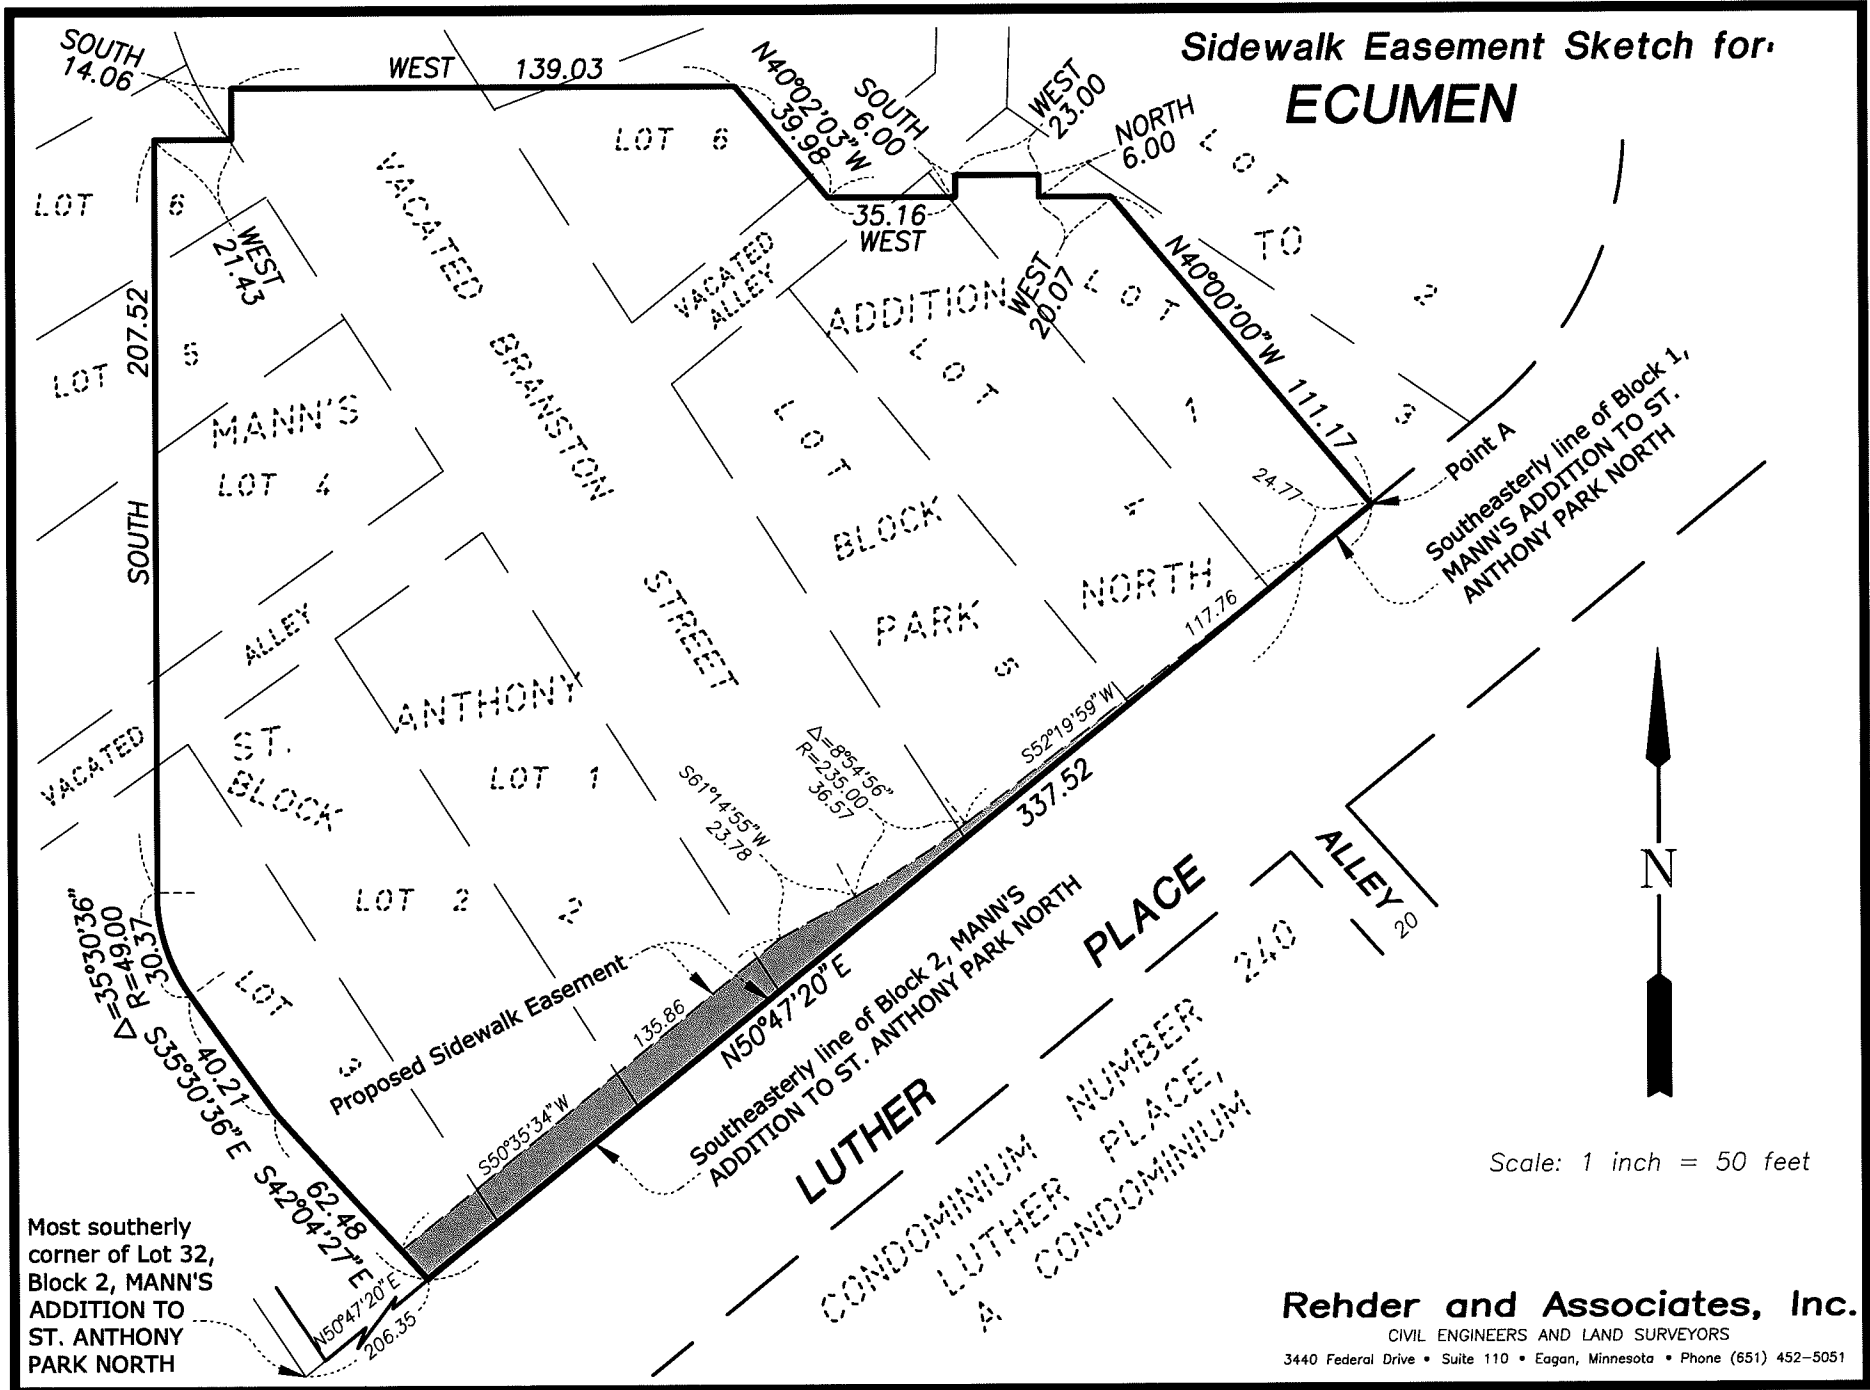 Sidewalk Easement Sketch for:
ECUMEN
SOUTH
14.06
WEST 139.03
N40°02'03"W
39.98
SOUTH
6.00
WEST
23.00
NORTH
6.00
LOT 6
LOT
TO
2
3
LOT 6
WEST
21.43
VACATED
BRANSTON
STREET
VACATED
ALLEY
35.16
WEST
WEST
20.07
N40°00'00"W 111.17
LOT
1
207.52
SOUTH
LOT 5
MANN'S
ADDITION
LOT
4
LOT 4
LOT
5
BLOCK
1
PARK
NORTH
24.77
Point A
Southeasterly line of Block 1,
MANN'S ADDITION TO ST.
ANTHONY PARK NORTH
117.76
ALLEY
VACATED
ST.
ANTHONY
BLOCK
2
LOT 1
LOT 2
LOT
3
S52°19'59"W
337.52
Δ=8°54'56"
R=235.00
36.57
S61°14'55"W
23.78
Δ=35°30'36"
R=49.00
30.37
40.21
S35°30'36"E
62.48
S42°04'27"E
Proposed Sidewalk Easement
135.86
S50°35'34"W
N50°47'20"E
Southeasterly line of Block 2, MANN'S
ADDITION TO ST. ANTHONY PARK NORTH
LUTHER PLACE
ALLEY
20
CONDOMINIUM NUMBER 240
LUTHER PLACE,
A CONDOMINIUM
N
Scale: 1 inch = 50 feet
Most southerly
corner of Lot 32,
Block 2, MANN'S
ADDITION TO
ST. ANTHONY
PARK NORTH
N50°47'20"E
206.35
Rehder and Associates, Inc.
CIVIL ENGINEERS AND LAND SURVEYORS
3440 Federal Drive • Suite 110 • Eagan, Minnesota • Phone (651) 452-5051